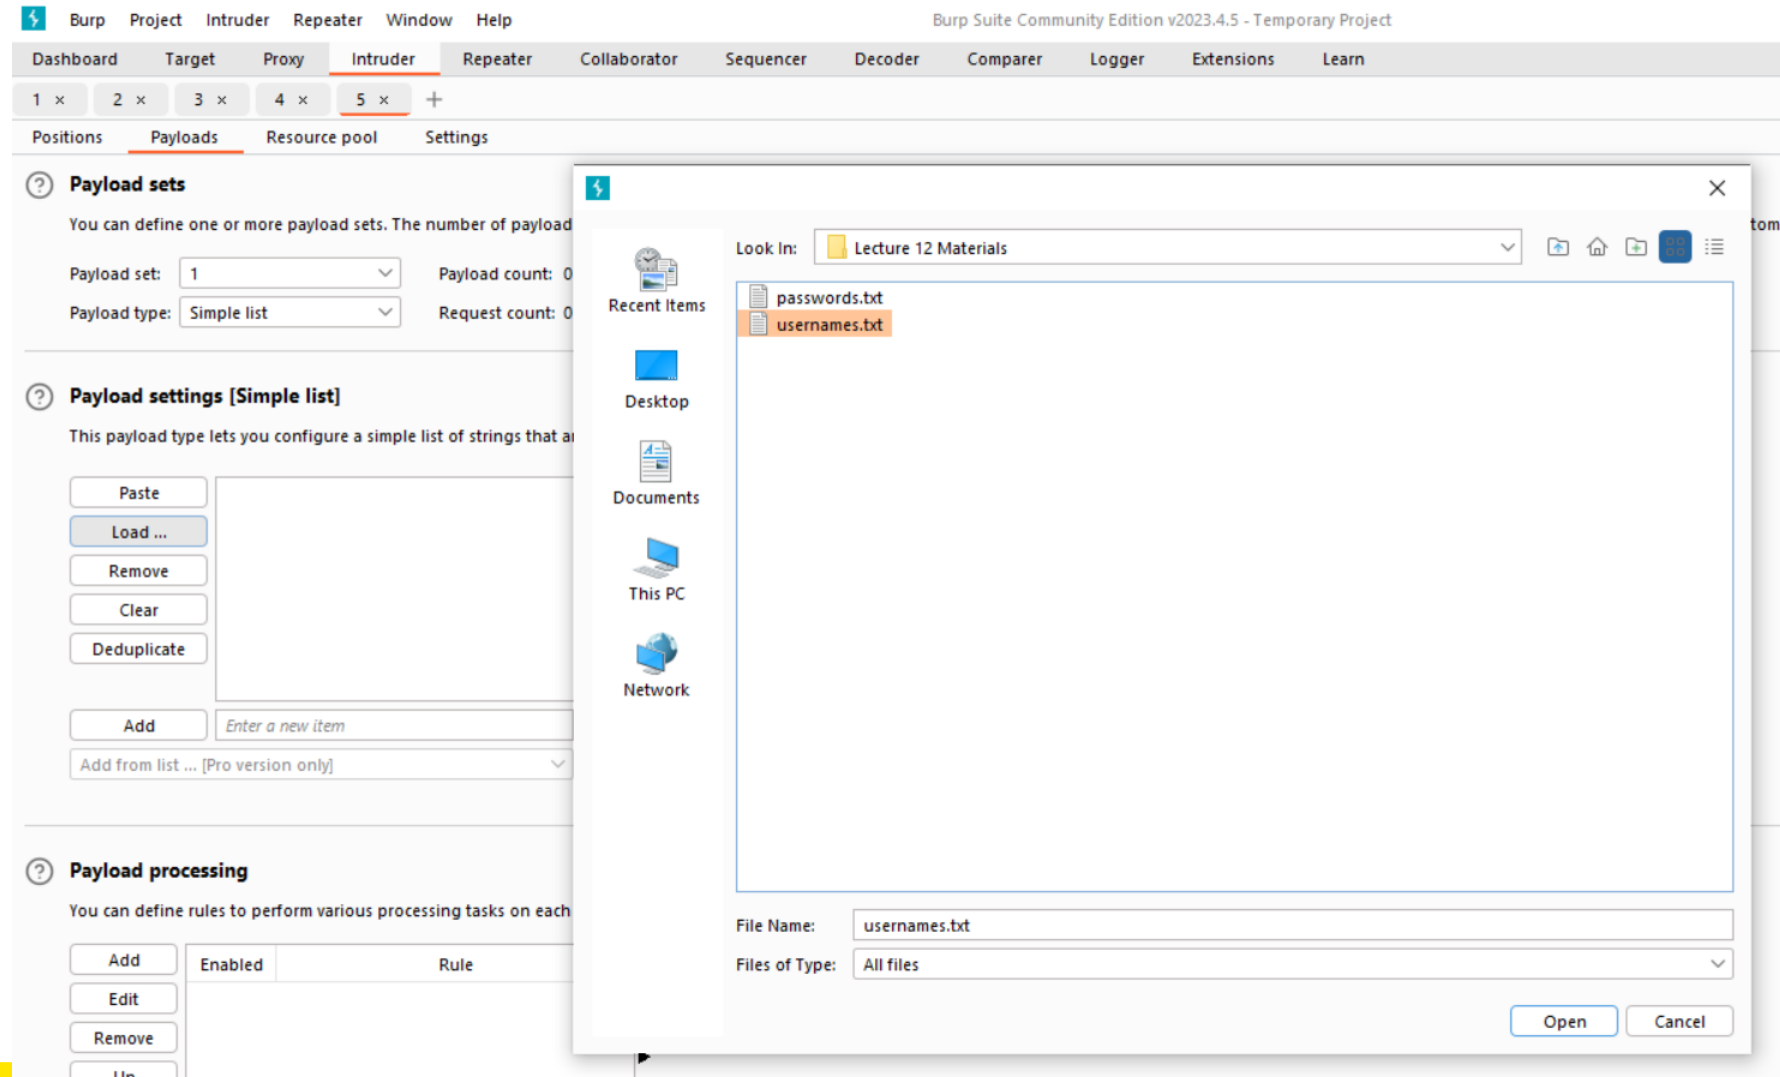 Burp Project Intruder Repeater Window Help Burp Suite Community Edition v2023.4.5 - Temporary Project
Dashboard Target Proxy Intruder Repeater Collaborator Sequencer Decoder Comparer Logger Extensions Learn
1 × 2 × 3 × 4 × 5 × +
Positions Payloads Resource pool Settings
? Payload sets
You can define one or more payload sets. The number of payload
tom
Payload set: 1 Payload count: 0
Payload type: Simple list Request count: 0
? Payload settings [Simple list]
This payload type lets you configure a simple list of strings that
Paste
Load ...
Remove
Clear
Deduplicate
Add Enter a new item
Add from list ... [Pro version only]
? Payload processing
You can define rules to perform various processing tasks on each
Add Enabled Rule
Edit
Remove
Up
Look In: Lecture 12 Materials
Recent Items
Desktop
Documents
This PC
Network
passwords.txt
usernames.txt
File Name: usernames.txt
Files of Type: All files
Open Cancel